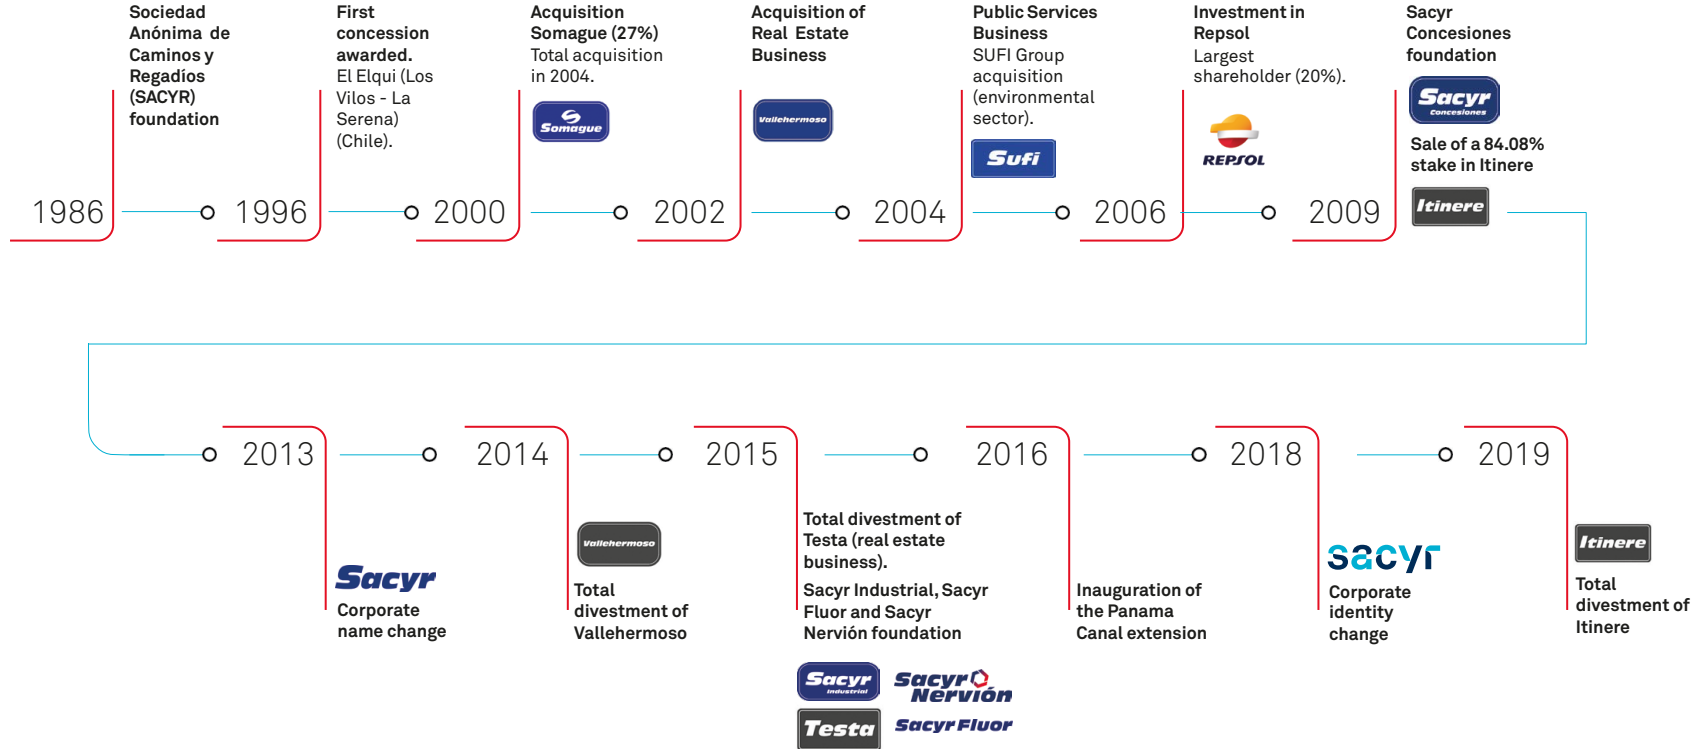 1986
Sociedad
Anónima de
Caminos y
Regadíos
(SACYR)
foundation
1996
First
concession
awarded.
El Elqui (Los
Vilos - La
Serena)
(Chile).
2000
Acquisition
Somague (27%)
Total acquisition
in 2004.
Somague
2002
Acquisition of
Real Estate
Business
Vallehermoso
2004
Public Services
Business
SUFI Group
acquisition
(environmental
sector).
Sufi
2006
Investment in
Repsol
Largest
shareholder (20%).
REPSOL
2009
Sacyr
Concesiones
foundation
Sacyr
Concesiones
Sale of a 84.08%
stake in Itinere
Itinere
2013
Sacyr
Corporate
name change
2014
Vallehermoso
Total
divestment of
Vallehermoso
2015
Total divestment of
Testa (real estate
business).
Sacyr Industrial, Sacyr
Fluor and Sacyr
Nervión foundation
Sacyr
Industrial
Sacyr
Nervión
Testa
Sacyr Fluor
2016
Inauguration of
the Panama
Canal extension
2018
sacyr
Corporate
identity
change
2019
Itinere
Total
divestment of
Itinere